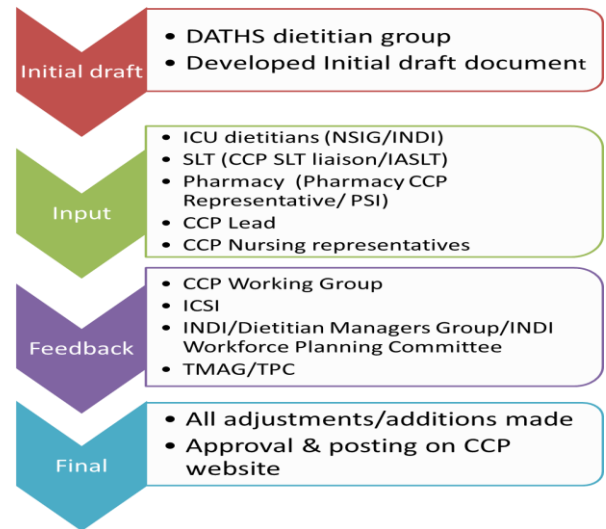 Initial draft
• DATHS dietitian group
• Developed Initial draft document
Input
• ICU dietitians (NSIG/INDI)
• SLT (CCP SLT liaison/IASLT)
• Pharmacy (Pharmacy CCP
Representative/ PSI)
• CCP Lead
• CCP Nursing representatives
Feedback
• CCP Working Group
• ICSI
• INDI/Dietitian Managers Group/INDI
Workforce Planning Committee
• TMAG/TPC
Final
• All adjustments/additions made
• Approval & posting on CCP
website